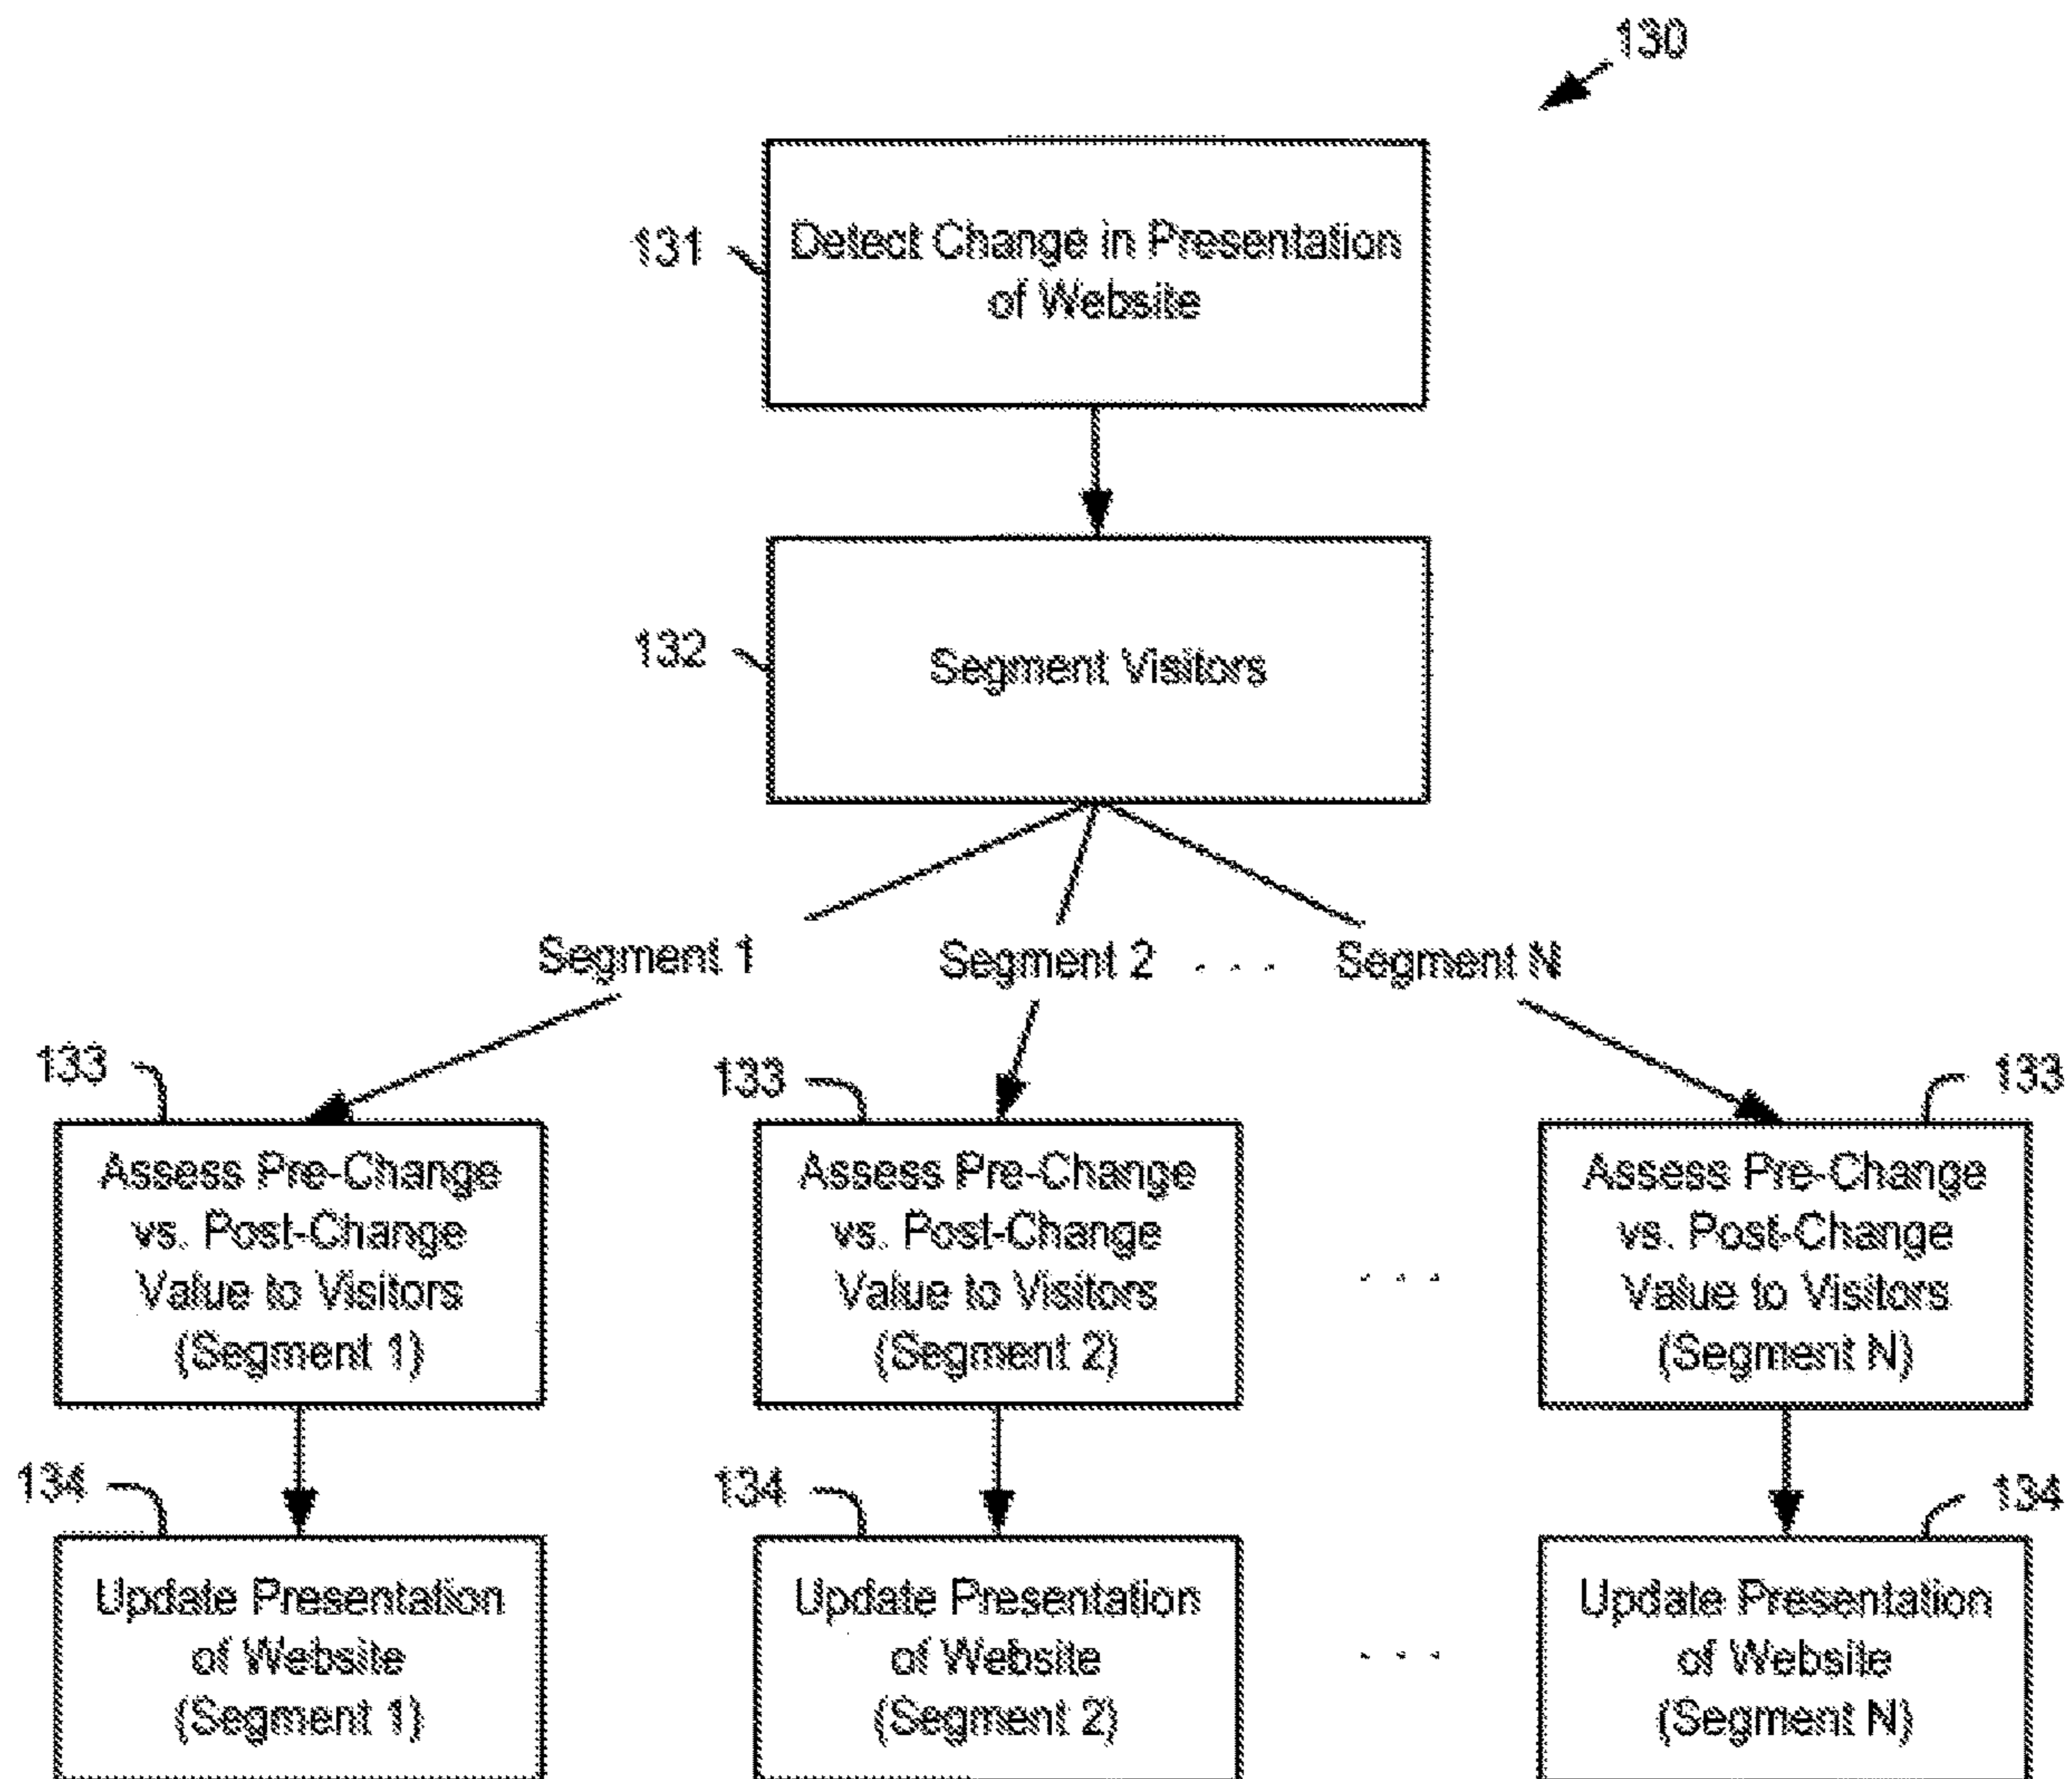 130
131
Detect Change in Presentation
of Website
132
Segment Visitors
Segment 1
Segment 2
. . .
Segment N
133
133
133
Assess Pre-Change
vs. Post-Change
Value to Visitors
(Segment 1)
Assess Pre-Change
vs. Post-Change
Value to Visitors
(Segment 2)
. . .
Assess Pre-Change
vs. Post-Change
Value to Visitors
(Segment N)
134
134
134
Update Presentation
of Website
(Segment 1)
Update Presentation
of Website
(Segment 2)
. . .
Update Presentation
of Website
(Segment N)